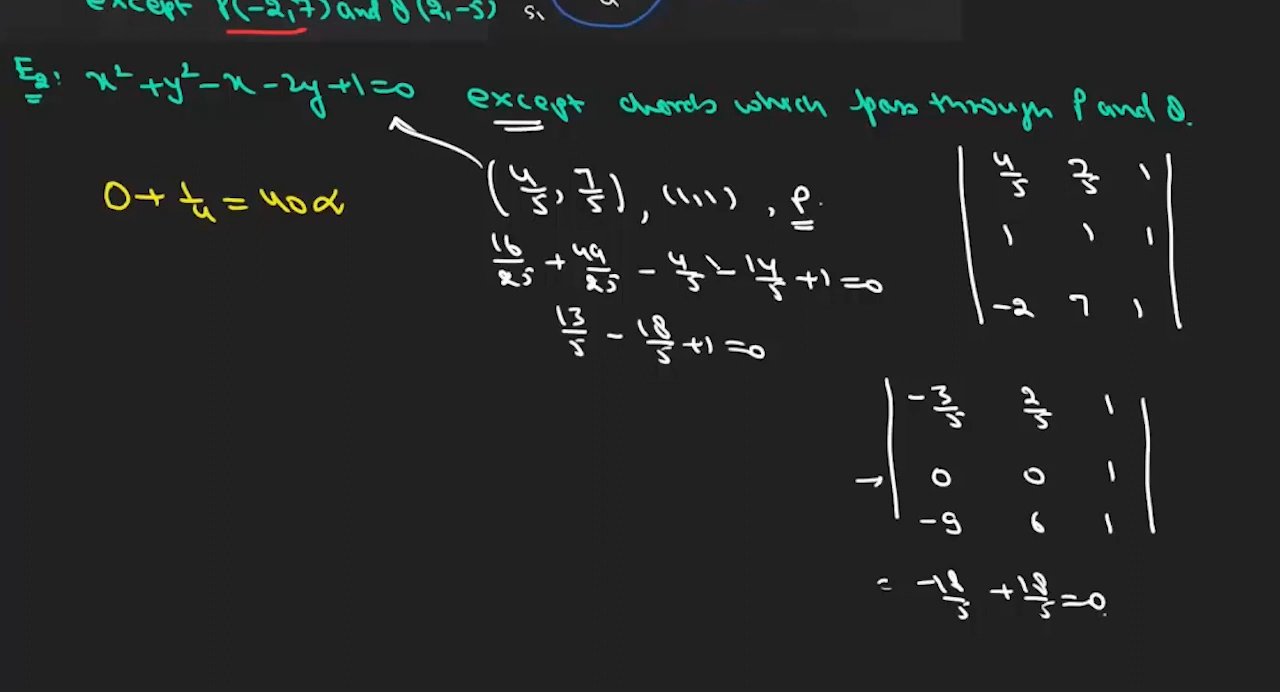 except P(-2,7) and Q(2,-5)
E₂: x² + y² - x - 2y + 1 = 0 except chords which pass through P and Q.
(4/5, 7/5), (1,1), P.
0 + 1/4 = 40α
16/25 + 49/25 - 4/5 - 14/5 + 1 = 0
13/5 - 18/5 + 1 = 0
| 4/5 7/5 1 |
| 1 1 1 |
| -2 7 1 |
| -3/5 2/5 1 |
→ | 0 0 1 |
| -9 6 1 |
= -18/5 + 18/5 = 0